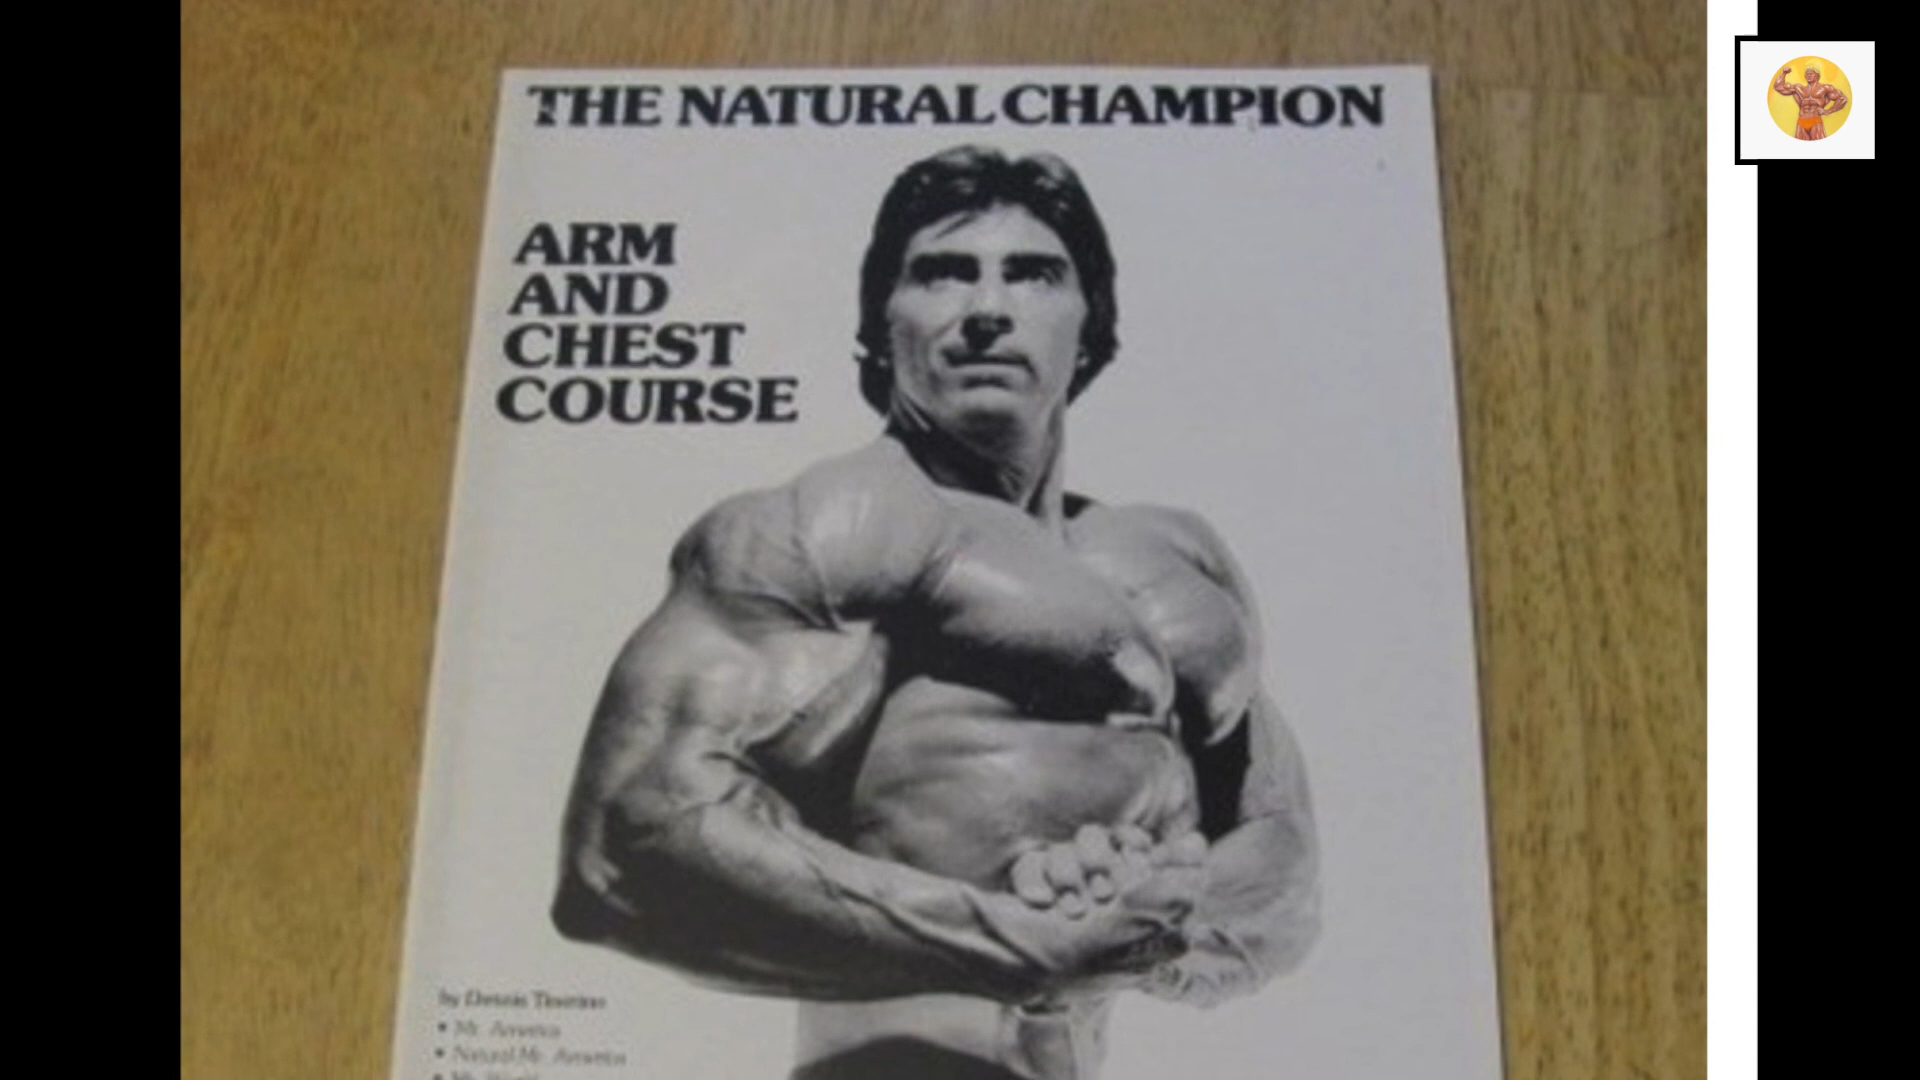 THE NATURAL CHAMPION
ARM
AND
CHEST
COURSE
by Dennis Tinerino
• Mr. America
• Natural Mr. America